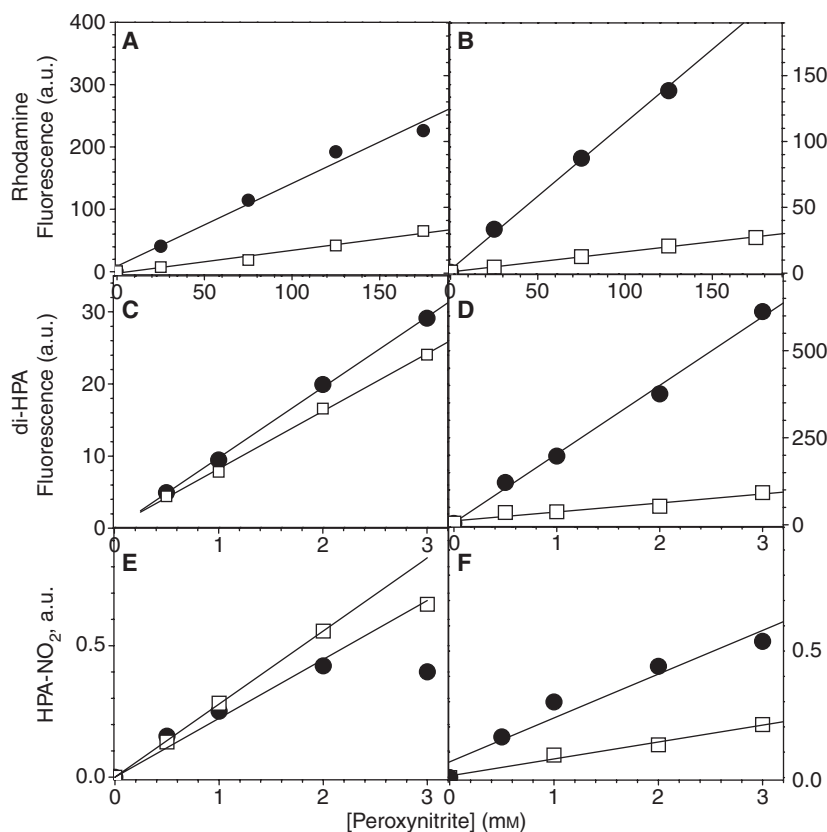 A
B
400
300
200
100
0
Rhodamine
Fluorescence (a.u.)
150
100
50
0
0 50 100 150
50 100 150
C
D
30
20
10
0
di-HPA
Fluorescence (a.u.)
500
250
0
0 1 2 3
0 1 2 3
E
F
0.5
0.0
HPA-NO₂, a.u.
0.5
0.0
0 1 2 3
0 1 2 3
[Peroxynitrite] (mM)